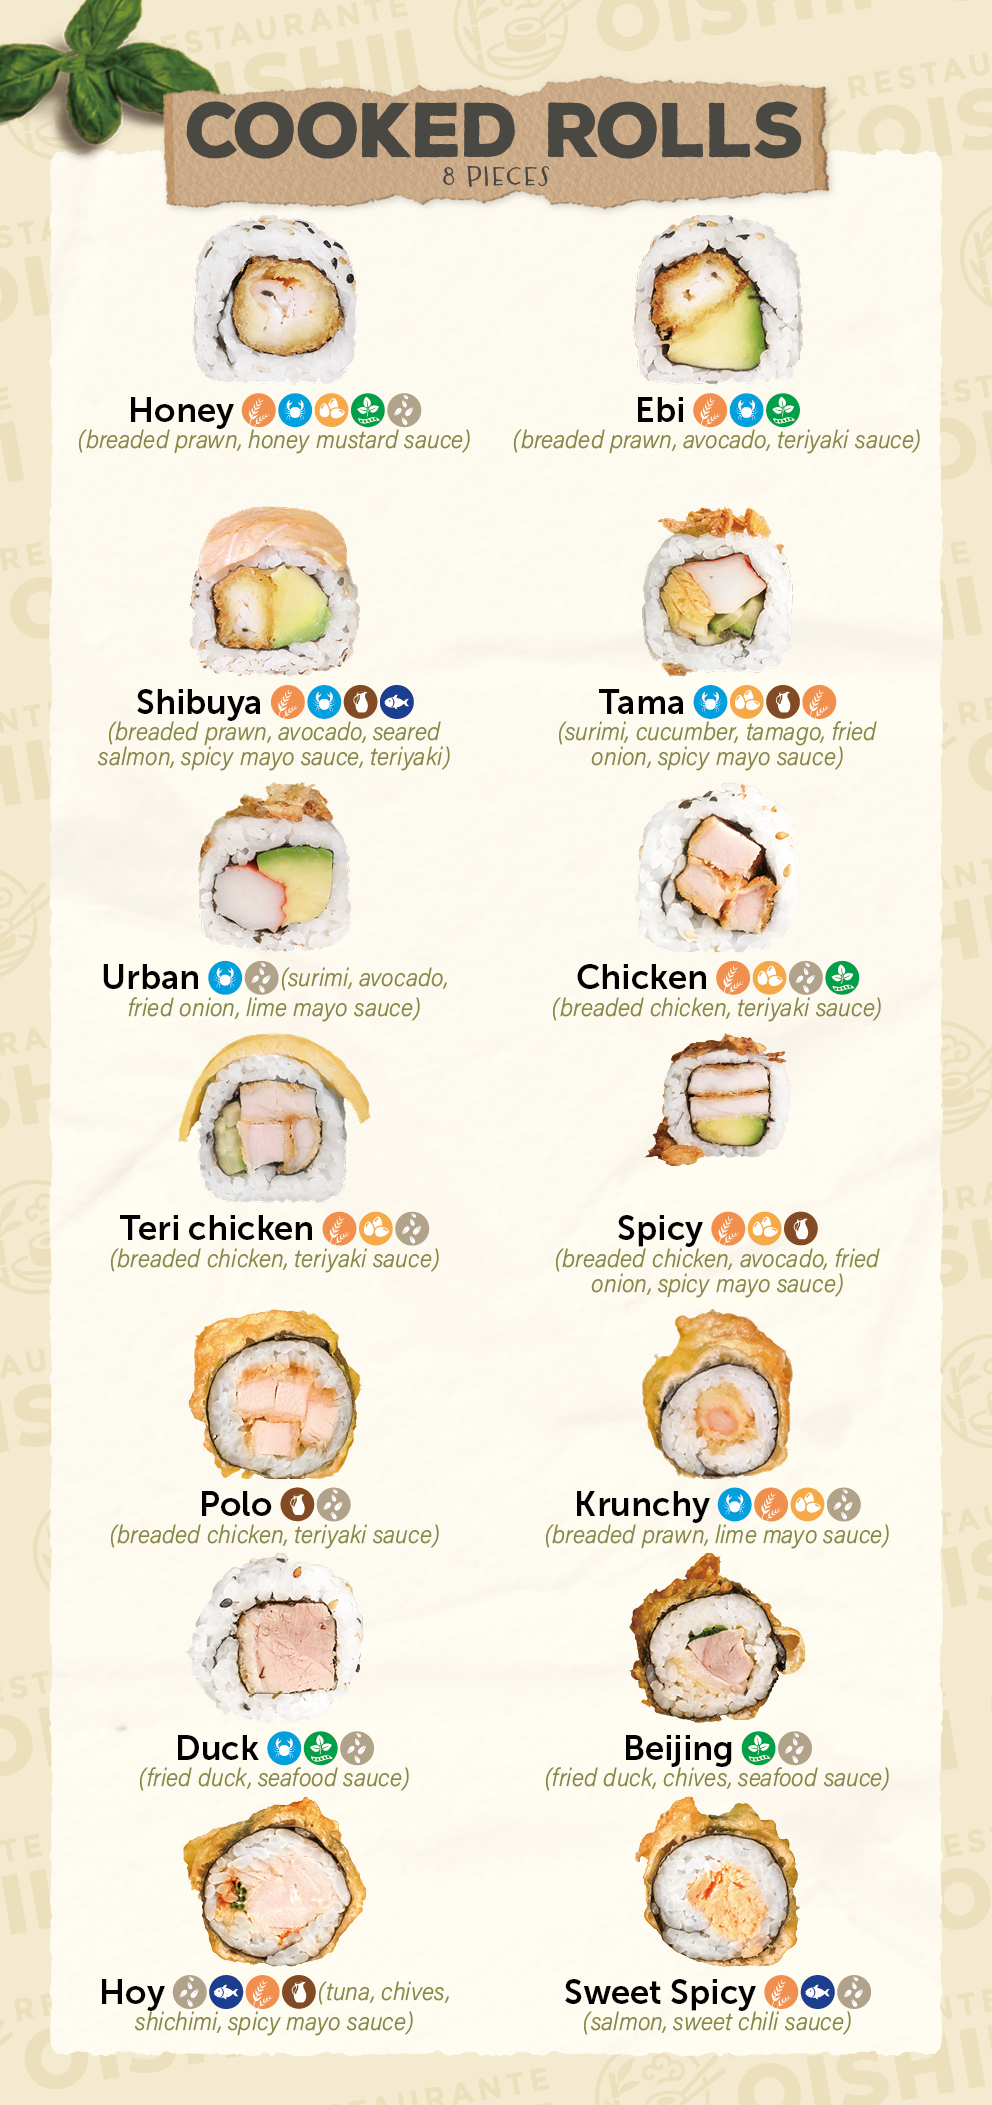 RESTAURANTE
OISHII
COOKED ROLLS
8 PIECES
Honey
(breaded prawn, honey mustard sauce)
Ebi
(breaded prawn, avocado, teriyaki sauce)
Shibuya
(breaded prawn, avocado, seared
salmon, spicy mayo sauce, teriyaki)
Tama
(surimi, cucumber, tamago, fried
onion, spicy mayo sauce)
Urban (surimi, avocado,
fried onion, lime mayo sauce)
Chicken
(breaded chicken, teriyaki sauce)
Teri chicken
(breaded chicken, teriyaki sauce)
Spicy
(breaded chicken, avocado, fried
onion, spicy mayo sauce)
Polo
(breaded chicken, teriyaki sauce)
Krunchy
(breaded prawn, lime mayo sauce)
Duck
(fried duck, seafood sauce)
Beijing
(fried duck, chives, seafood sauce)
Hoy (tuna, chives,
shichimi, spicy mayo sauce)
Sweet Spicy
(salmon, sweet chili sauce)